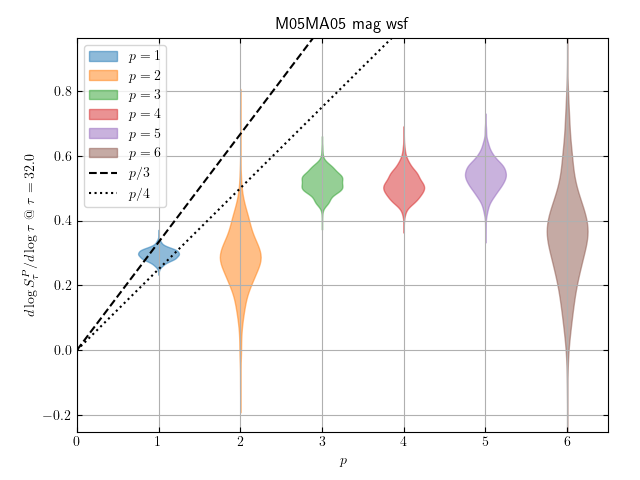 M05MA05 mag wsf
p = 1
p = 2
p = 3
p = 4
p = 5
p = 6
p/3
p/4
d log S_τ^P / d log τ @ τ = 32.0
0.8
0.6
0.4
0.2
0.0
−0.2
0 1 2 3 4 5 6
p